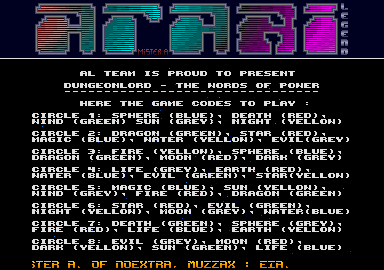 ATARI
LEGEND
MISTER A
AL TEAM IS PROUD TO PRESENT
DUNGEONLORD - THE WORDS OF POWER
HERE THE GAME CODES TO PLAY :
CIRCLE 1: SPHERE (BLUE), DEATH (RED),
WIND (GREEN) SUN (GREY) NIGHT (YELLOW)
CIRCLE 2: DRAGON (GREEN), STAR (RED),
MAGIC (BLUE), WATER (YELLOW), EVIL(GREY)
CIRCLE 3: FIRE (YELLOW), SPHERE (BLUE),
DRAGON (GREEN), MOON (RED), DARK (GREY)
CIRCLE 4: LIFE (GREY), EARTH (RED),
WATER (BLUE), EVIL (GREEN), STAR(YELLOW)
CIRCLE 5: MAGIC (BLUE), SUN (YELLOW),
WIND (GREY), FIRE (RED), DRAGON (GREEN)
CIRCLE 6: STAR (RED), EVIL (GREEN),
NIGHT (YELLOW), MOON (GREY), WATER(BLUE)
CIRCLE 7: DEATH (GREEN), SPHERE (GREY),
FIRE (RED), LIFE (BLUE), EARTH (YELLOW)
CIRCLE 8: EVIL (GREY), MOON (RED),
DARK (YELLOW), SUN (GREEN), LIFE (BLUE)
STER A. OF NOEXTRA, MUZZAX : EIA.